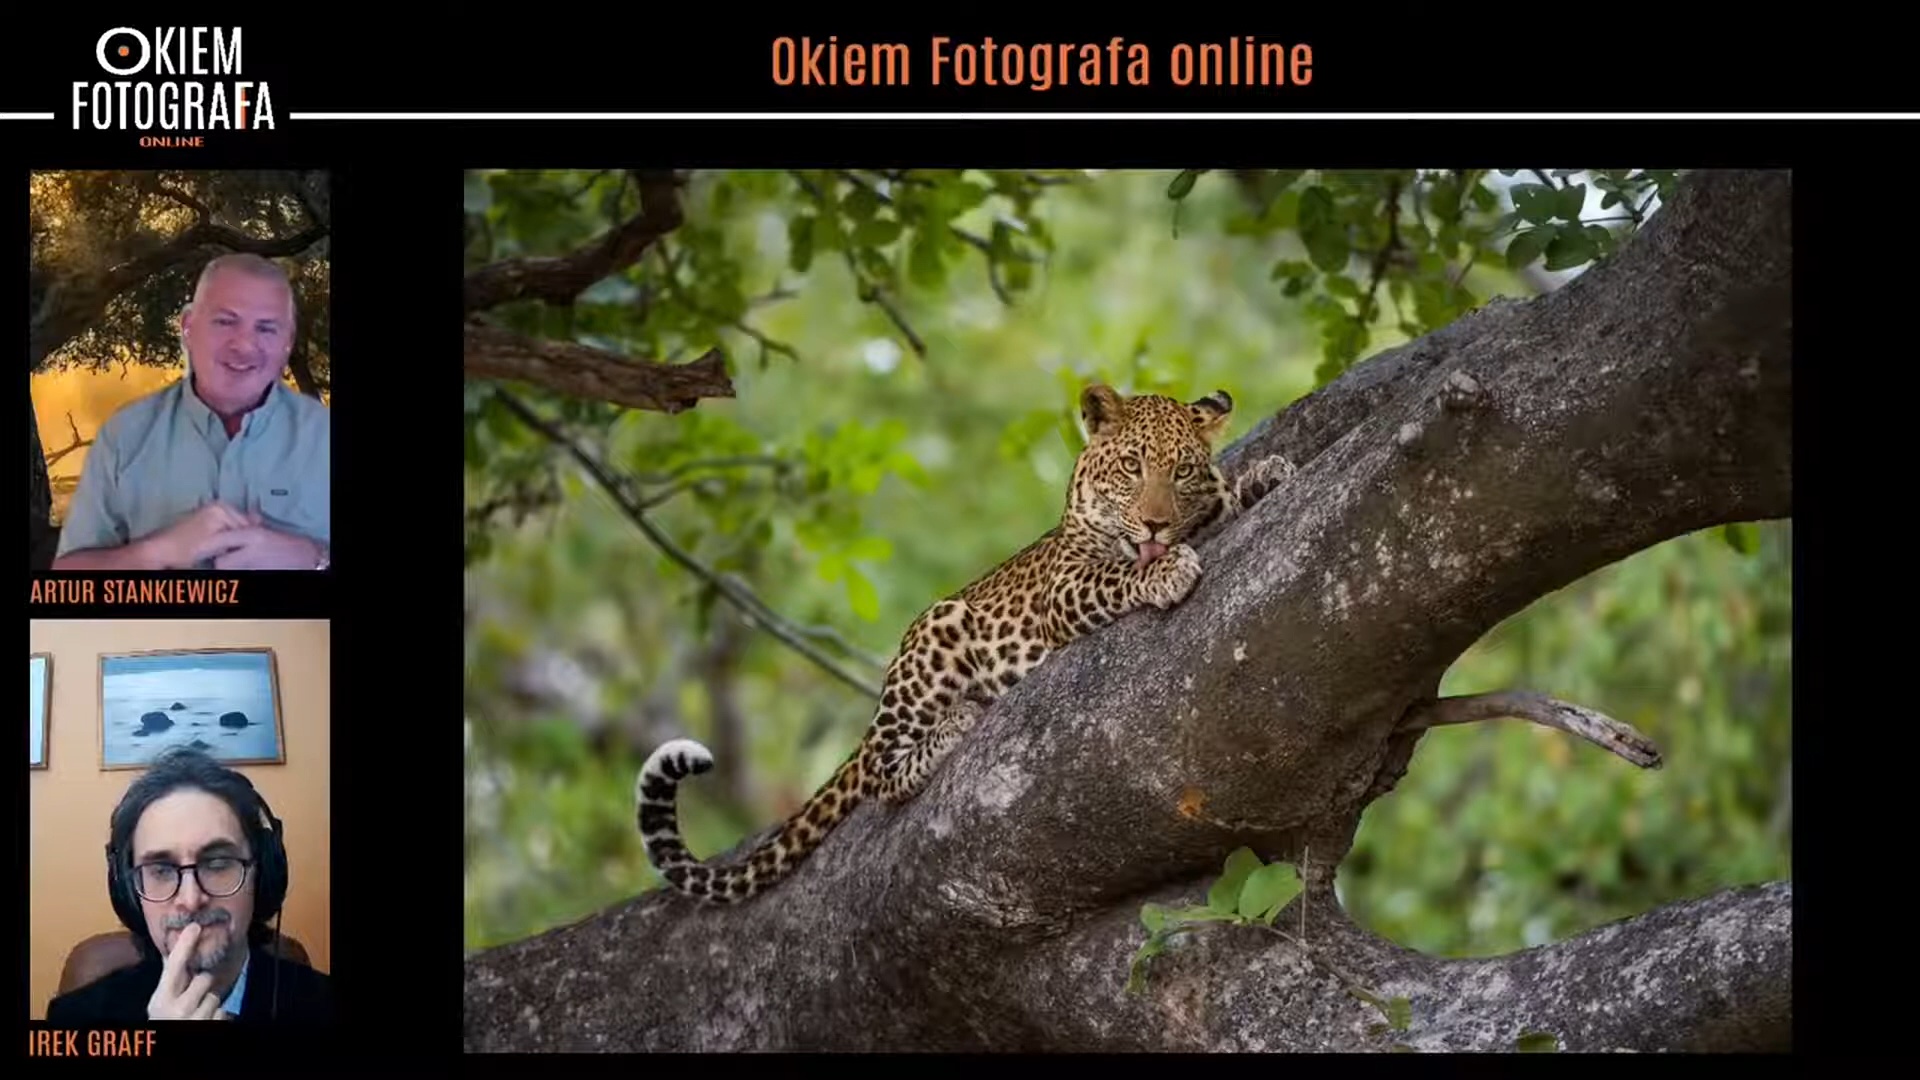 OKIEM
FOTOGRAFA
ONLINE
Okiem Fotografa online
ARTUR STANKIEWICZ
IREK GRAFF